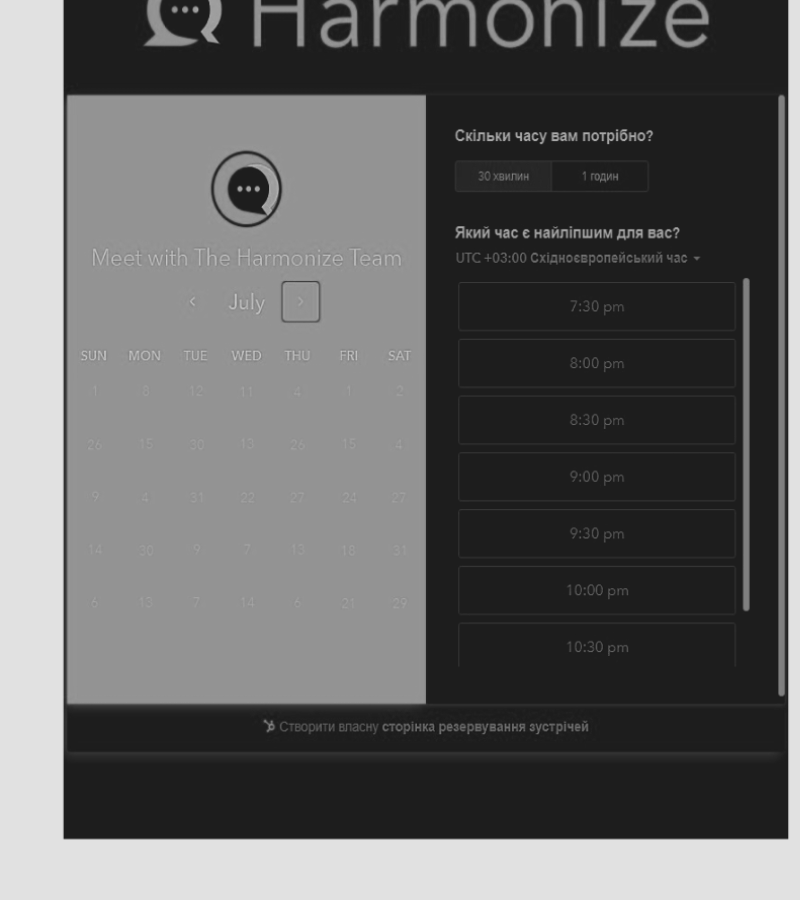 Harmonize
Meet with The Harmonize Team
July
SUN MON TUE WED THU FRI SAT
1 8 12 11 4 1 2
26 15 30 13 26 15 4
9 4 31 22 27 24 27
14 30 9 7 13 18 31
6 13 7 14 6 21 29
Скільки часу вам потрібно?
30 хвилин 1 годин
Який час є найліпшим для вас?
UTC +03:00 Східноєвропейський час
7:30 pm
8:00 pm
8:30 pm
9:00 pm
9:30 pm
10:00 pm
10:30 pm
Створити власну сторінка резервування зустрічей